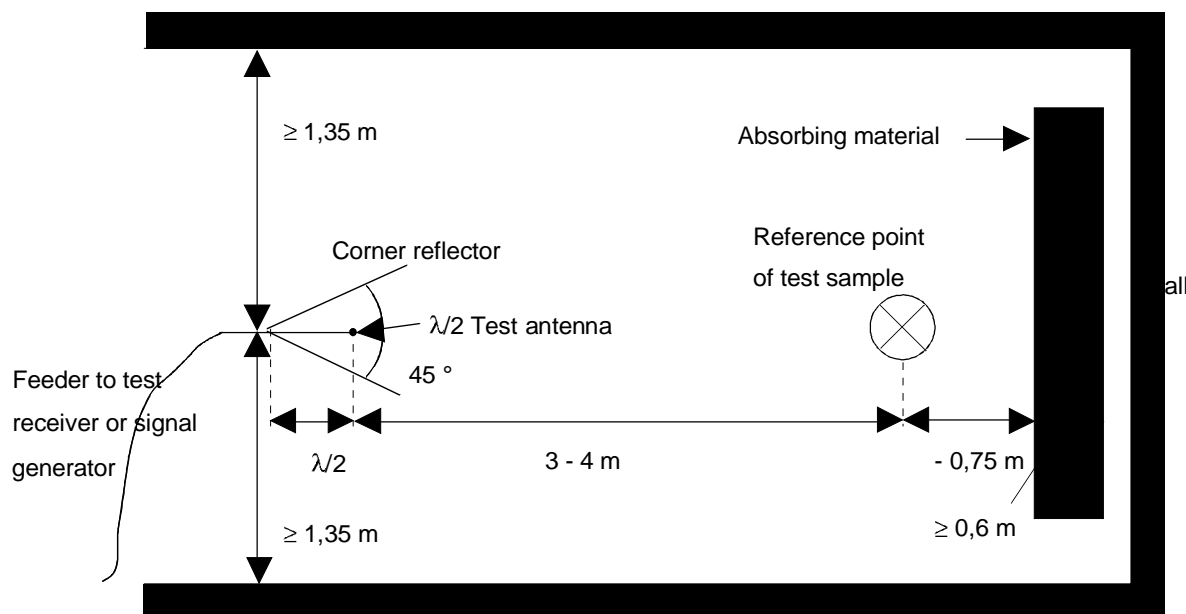 ≥ 1,35 m
Absorbing material
Corner reflector
Reference point
of test sample
all
λ/2 Test antenna
45 °
Feeder to test
receiver or signal
generator
λ/2
3 - 4 m
- 0,75 m
≥ 0,6 m
≥ 1,35 m